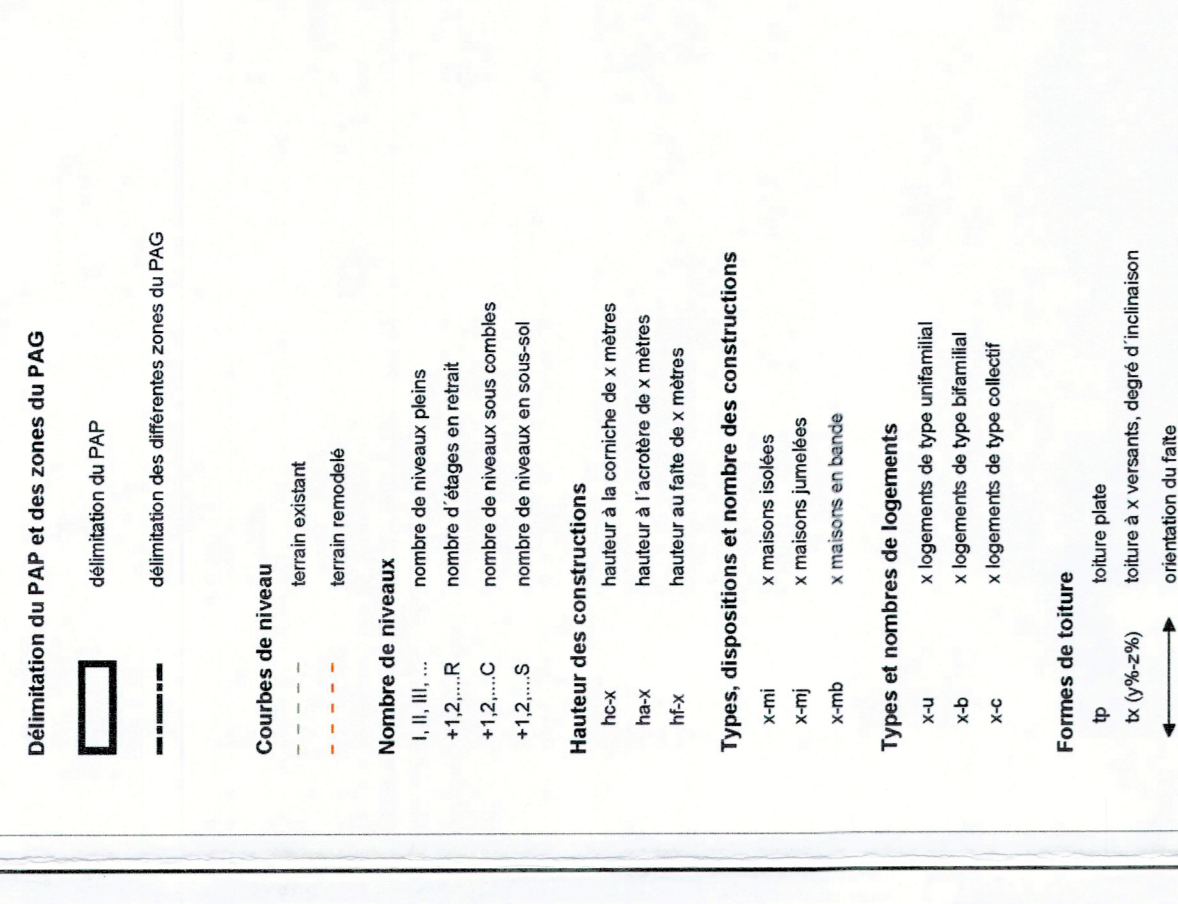 Délimitation du PAP et des zones du PAG
délimitation du PAP
délimitation des différentes zones du PAG
Courbes de niveau
terrain existant
terrain remodelé
Nombre de niveaux
I, II, III, ... nombre de niveaux pleins
+1,2,....R nombre d´étages en retrait
+1,2,....C nombre de niveaux sous combles
+1,2,....S nombre de niveaux en sous-sol
Hauteur des constructions
hc-x hauteur à la corniche de x mètres
ha-x hauteur à l´acrotère de x mètres
hf-x hauteur au faîte de x mètres
Types, dispositions et nombre des constructions
x-mi x maisons isolées
x-mj x maisons jumelées
x-mb x maisons en bande
Types et nombres de logements
x-u x logements de type unifamilial
x-b x logements de type bifamilial
x-c x logements de type collectif
Formes de toiture
tp toiture plate
tx (y%-z%) toiture à x versants, degré d´inclinaison
orientation du faîte